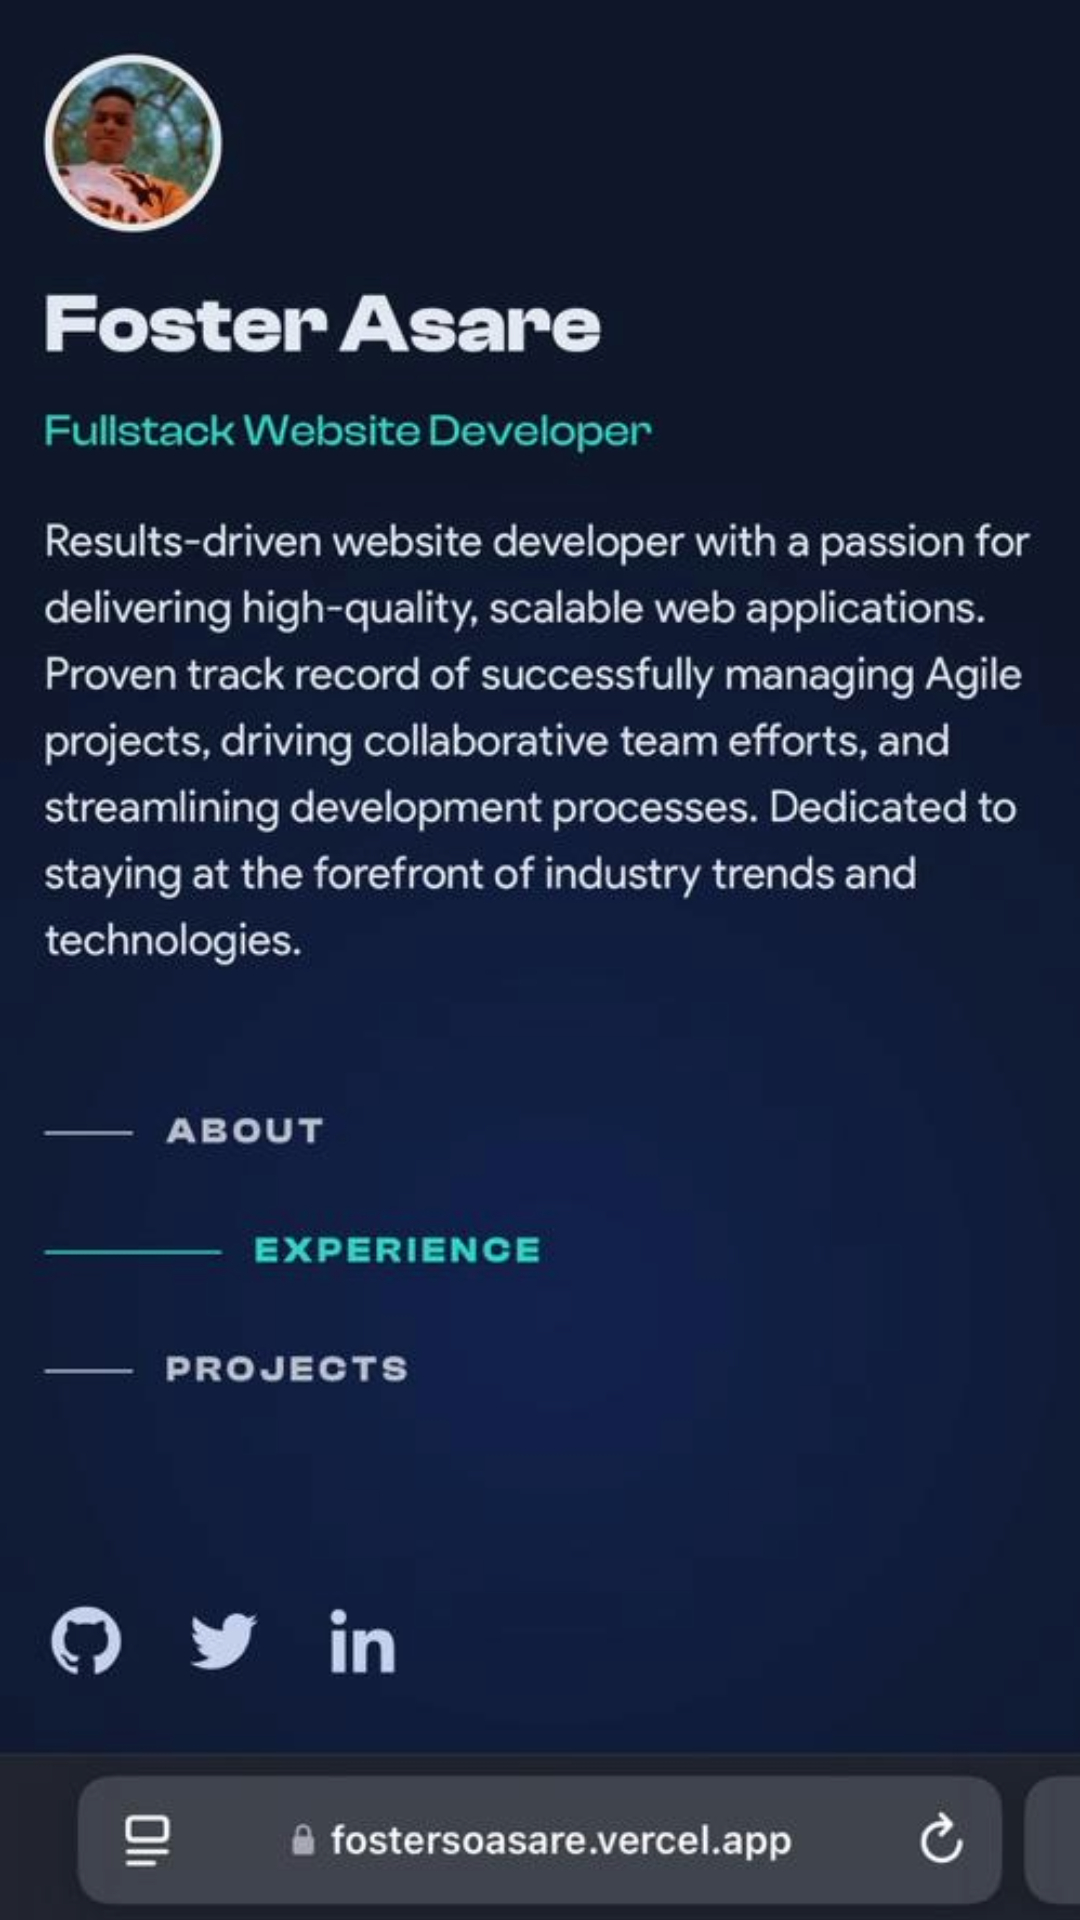 Foster Asare
Fullstack Website Developer
Results-driven website developer with a passion for
delivering high-quality, scalable web applications.
Proven track record of successfully managing Agile
projects, driving collaborative team efforts, and
streamlining development processes. Dedicated to
staying at the forefront of industry trends and
technologies.
ABOUT
EXPERIENCE
PROJECTS
in
fostersoasare.vercel.app